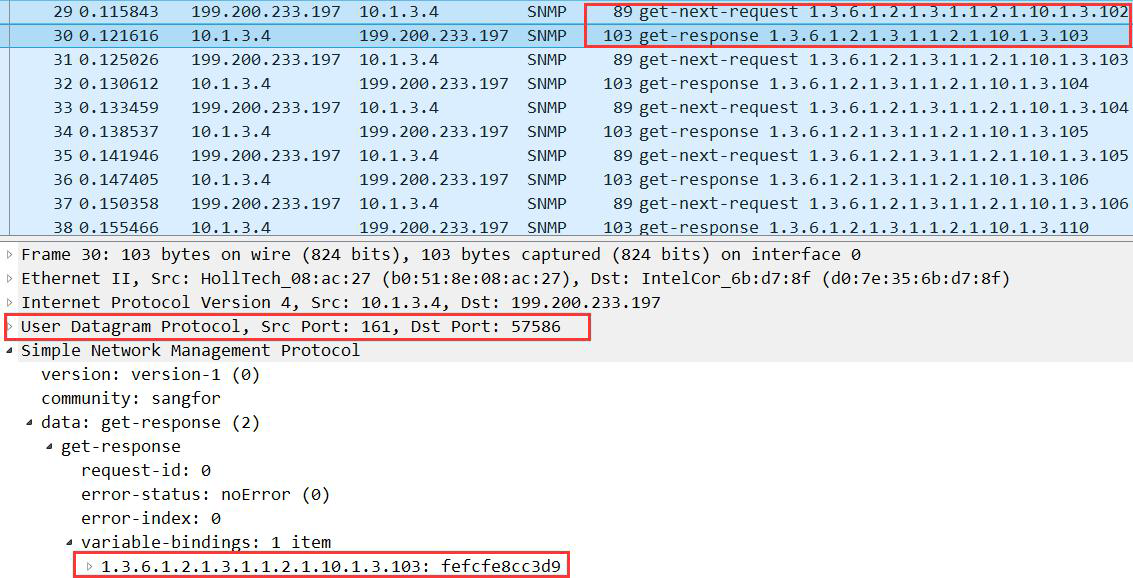 29 0.115843 199.200.233.197 10.1.3.4 SNMP 89 get-next-request 1.3.6.1.2.1.3.1.1.2.1.10.1.3.102
30 0.121616 10.1.3.4 199.200.233.197 SNMP 103 get-response 1.3.6.1.2.1.3.1.1.2.1.10.1.3.103
31 0.125026 199.200.233.197 10.1.3.4 SNMP 89 get-next-request 1.3.6.1.2.1.3.1.1.2.1.10.1.3.103
32 0.130612 10.1.3.4 199.200.233.197 SNMP 103 get-response 1.3.6.1.2.1.3.1.1.2.1.10.1.3.104
33 0.133459 199.200.233.197 10.1.3.4 SNMP 89 get-next-request 1.3.6.1.2.1.3.1.1.2.1.10.1.3.104
34 0.138537 10.1.3.4 199.200.233.197 SNMP 103 get-response 1.3.6.1.2.1.3.1.1.2.1.10.1.3.105
35 0.141946 199.200.233.197 10.1.3.4 SNMP 89 get-next-request 1.3.6.1.2.1.3.1.1.2.1.10.1.3.105
36 0.147405 10.1.3.4 199.200.233.197 SNMP 103 get-response 1.3.6.1.2.1.3.1.1.2.1.10.1.3.106
37 0.150358 199.200.233.197 10.1.3.4 SNMP 89 get-next-request 1.3.6.1.2.1.3.1.1.2.1.10.1.3.106
38 0.155466 10.1.3.4 199.200.233.197 SNMP 103 get-response 1.3.6.1.2.1.3.1.1.2.1.10.1.3.110
Frame 30: 103 bytes on wire (824 bits), 103 bytes captured (824 bits) on interface 0
Ethernet II, Src: HollTech_08:ac:27 (b0:51:8e:08:ac:27), Dst: IntelCor_6b:d7:8f (d0:7e:35:6b:d7:8f)
Internet Protocol Version 4, Src: 10.1.3.4, Dst: 199.200.233.197
User Datagram Protocol, Src Port: 161, Dst Port: 57586
Simple Network Management Protocol
version: version-1 (0)
community: sangfor
data: get-response (2)
get-response
request-id: 0
error-status: noError (0)
error-index: 0
variable-bindings: 1 item
1.3.6.1.2.1.3.1.1.2.1.10.1.3.103: fefcfe8cc3d9